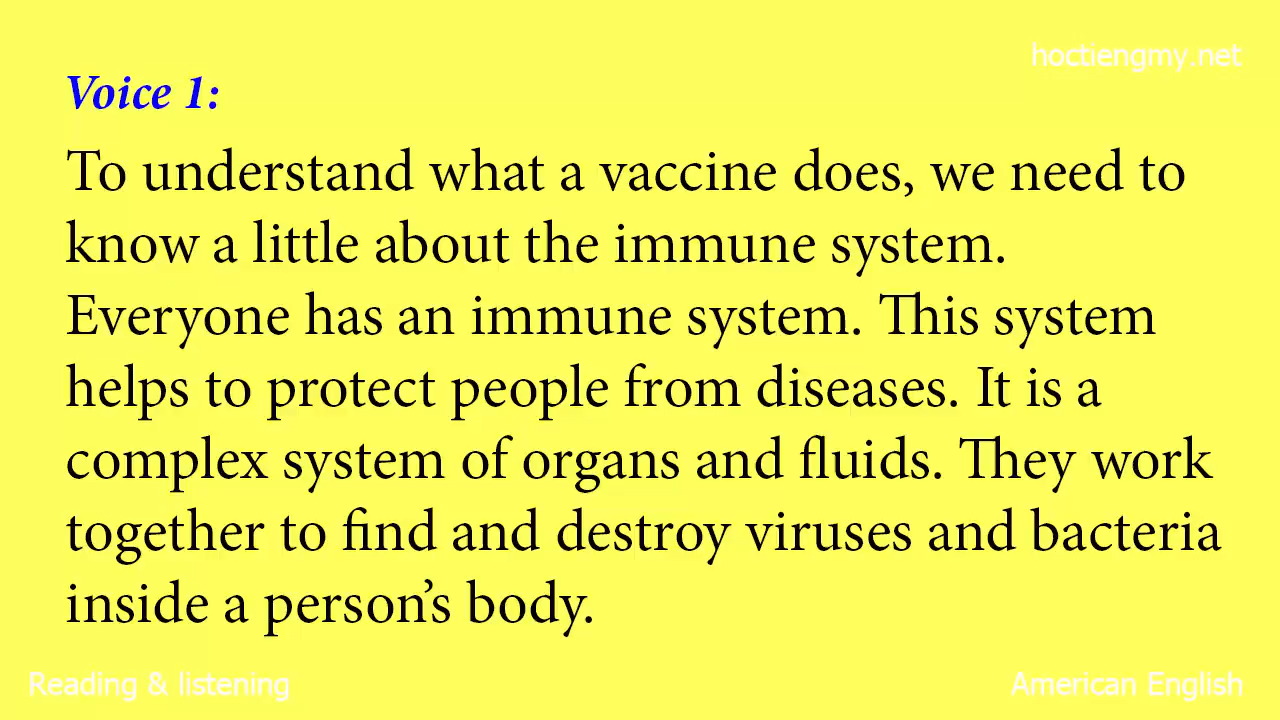 hoctiengmy.net
Voice 1:
To understand what a vaccine does, we need to
know a little about the immune system.
Everyone has an immune system. This system
helps to protect people from diseases. It is a
complex system of organs and fluids. They work
together to find and destroy viruses and bacteria
inside a person’s body.
Reading & listening
American English